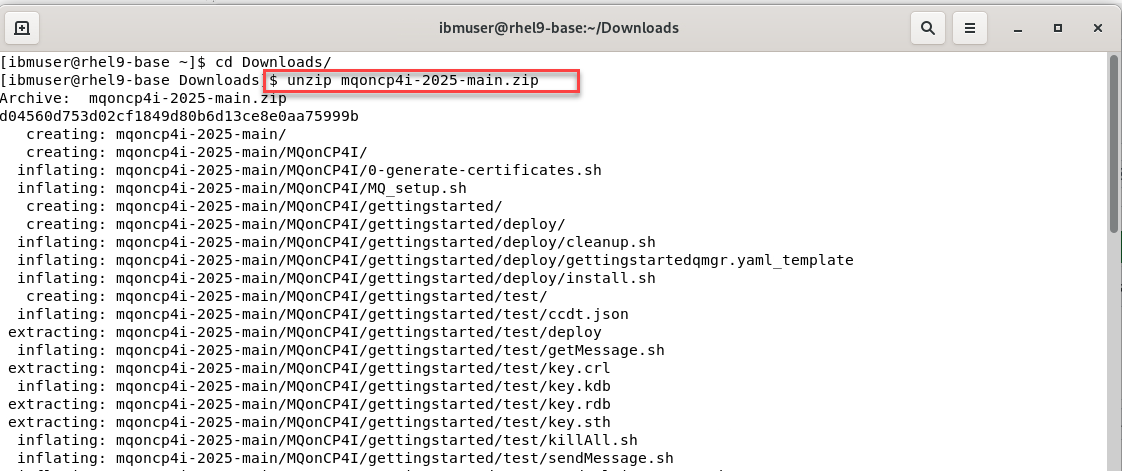 ibmuser@rhel9-base:~/Downloads
[ibmuser@rhel9-base ~]$ cd Downloads/
[ibmuser@rhel9-base Downloads]$ unzip mqoncp4i-2025-main.zip
Archive:  mqoncp4i-2025-main.zip
d04560d753d02cf1849d80b6d13ce8e0aa75999b
   creating: mqoncp4i-2025-main/
   creating: mqoncp4i-2025-main/MQonCP4I/
  inflating: mqoncp4i-2025-main/MQonCP4I/0-generate-certificates.sh
  inflating: mqoncp4i-2025-main/MQonCP4I/MQ_setup.sh
   creating: mqoncp4i-2025-main/MQonCP4I/gettingstarted/
   creating: mqoncp4i-2025-main/MQonCP4I/gettingstarted/deploy/
  inflating: mqoncp4i-2025-main/MQonCP4I/gettingstarted/deploy/cleanup.sh
  inflating: mqoncp4i-2025-main/MQonCP4I/gettingstarted/deploy/gettingstartedqmgr.yaml_template
  inflating: mqoncp4i-2025-main/MQonCP4I/gettingstarted/deploy/install.sh
   creating: mqoncp4i-2025-main/MQonCP4I/gettingstarted/test/
  inflating: mqoncp4i-2025-main/MQonCP4I/gettingstarted/test/ccdt.json
 extracting: mqoncp4i-2025-main/MQonCP4I/gettingstarted/test/deploy
  inflating: mqoncp4i-2025-main/MQonCP4I/gettingstarted/test/getMessage.sh
 extracting: mqoncp4i-2025-main/MQonCP4I/gettingstarted/test/key.crl
  inflating: mqoncp4i-2025-main/MQonCP4I/gettingstarted/test/key.kdb
 extracting: mqoncp4i-2025-main/MQonCP4I/gettingstarted/test/key.rdb
 extracting: mqoncp4i-2025-main/MQonCP4I/gettingstarted/test/key.sth
  inflating: mqoncp4i-2025-main/MQonCP4I/gettingstarted/test/killAll.sh
  inflating: mqoncp4i-2025-main/MQonCP4I/gettingstarted/test/sendMessage.sh